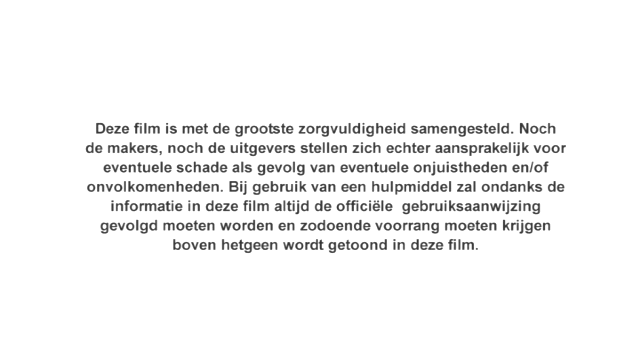 Deze film is met de grootste zorgvuldigheid samengesteld. Noch
de makers, noch de uitgevers stellen zich echter aansprakelijk voor
eventuele schade als gevolg van eventuele onjuistheden en/of
onvolkomenheden. Bij gebruik van een hulpmiddel zal ondanks de
informatie in deze film altijd de officiële  gebruiksaanwijzing
gevolgd moeten worden en zodoende voorrang moeten krijgen
boven hetgeen wordt getoond in deze film.